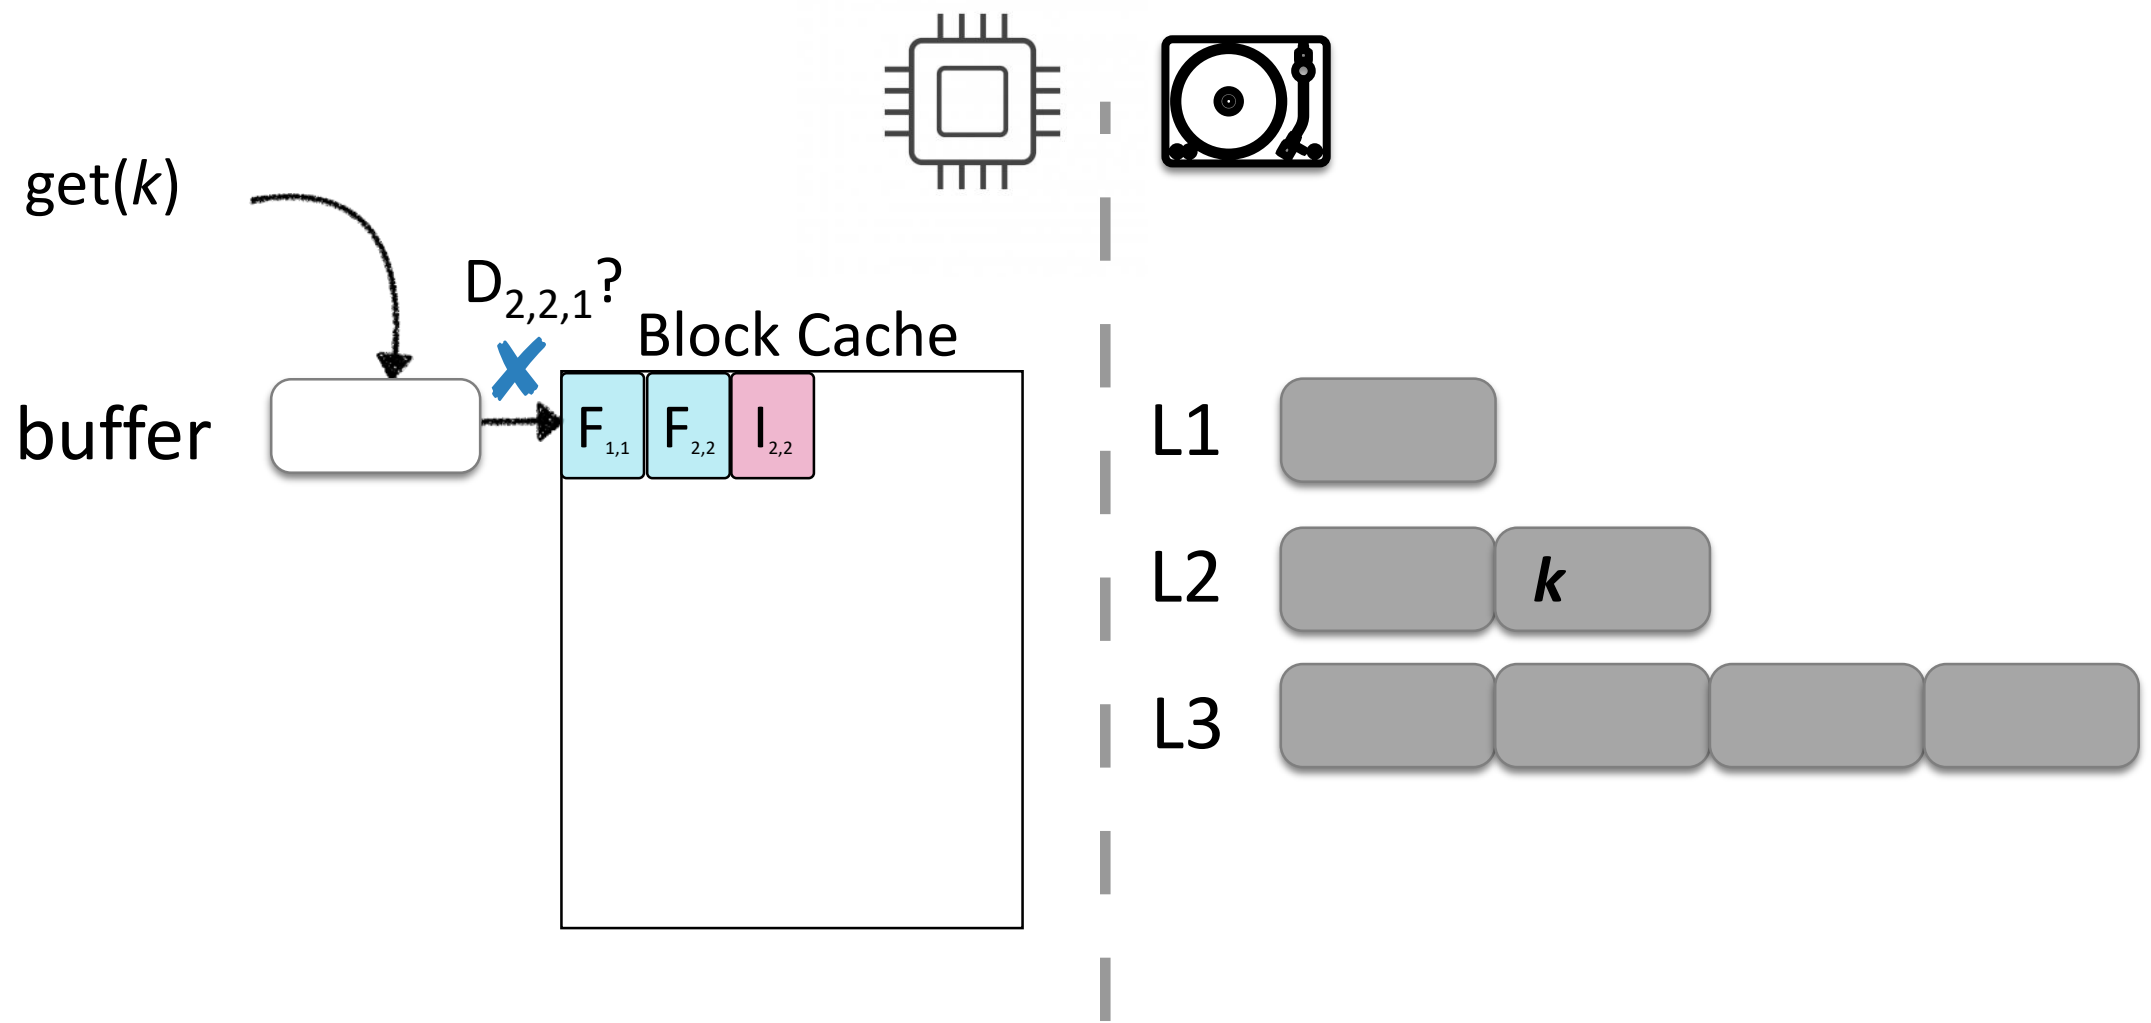 get(k)
D2,2,1?
Block Cache
buffer
F1,1
F2,2
I2,2
L1
L2
k
L3